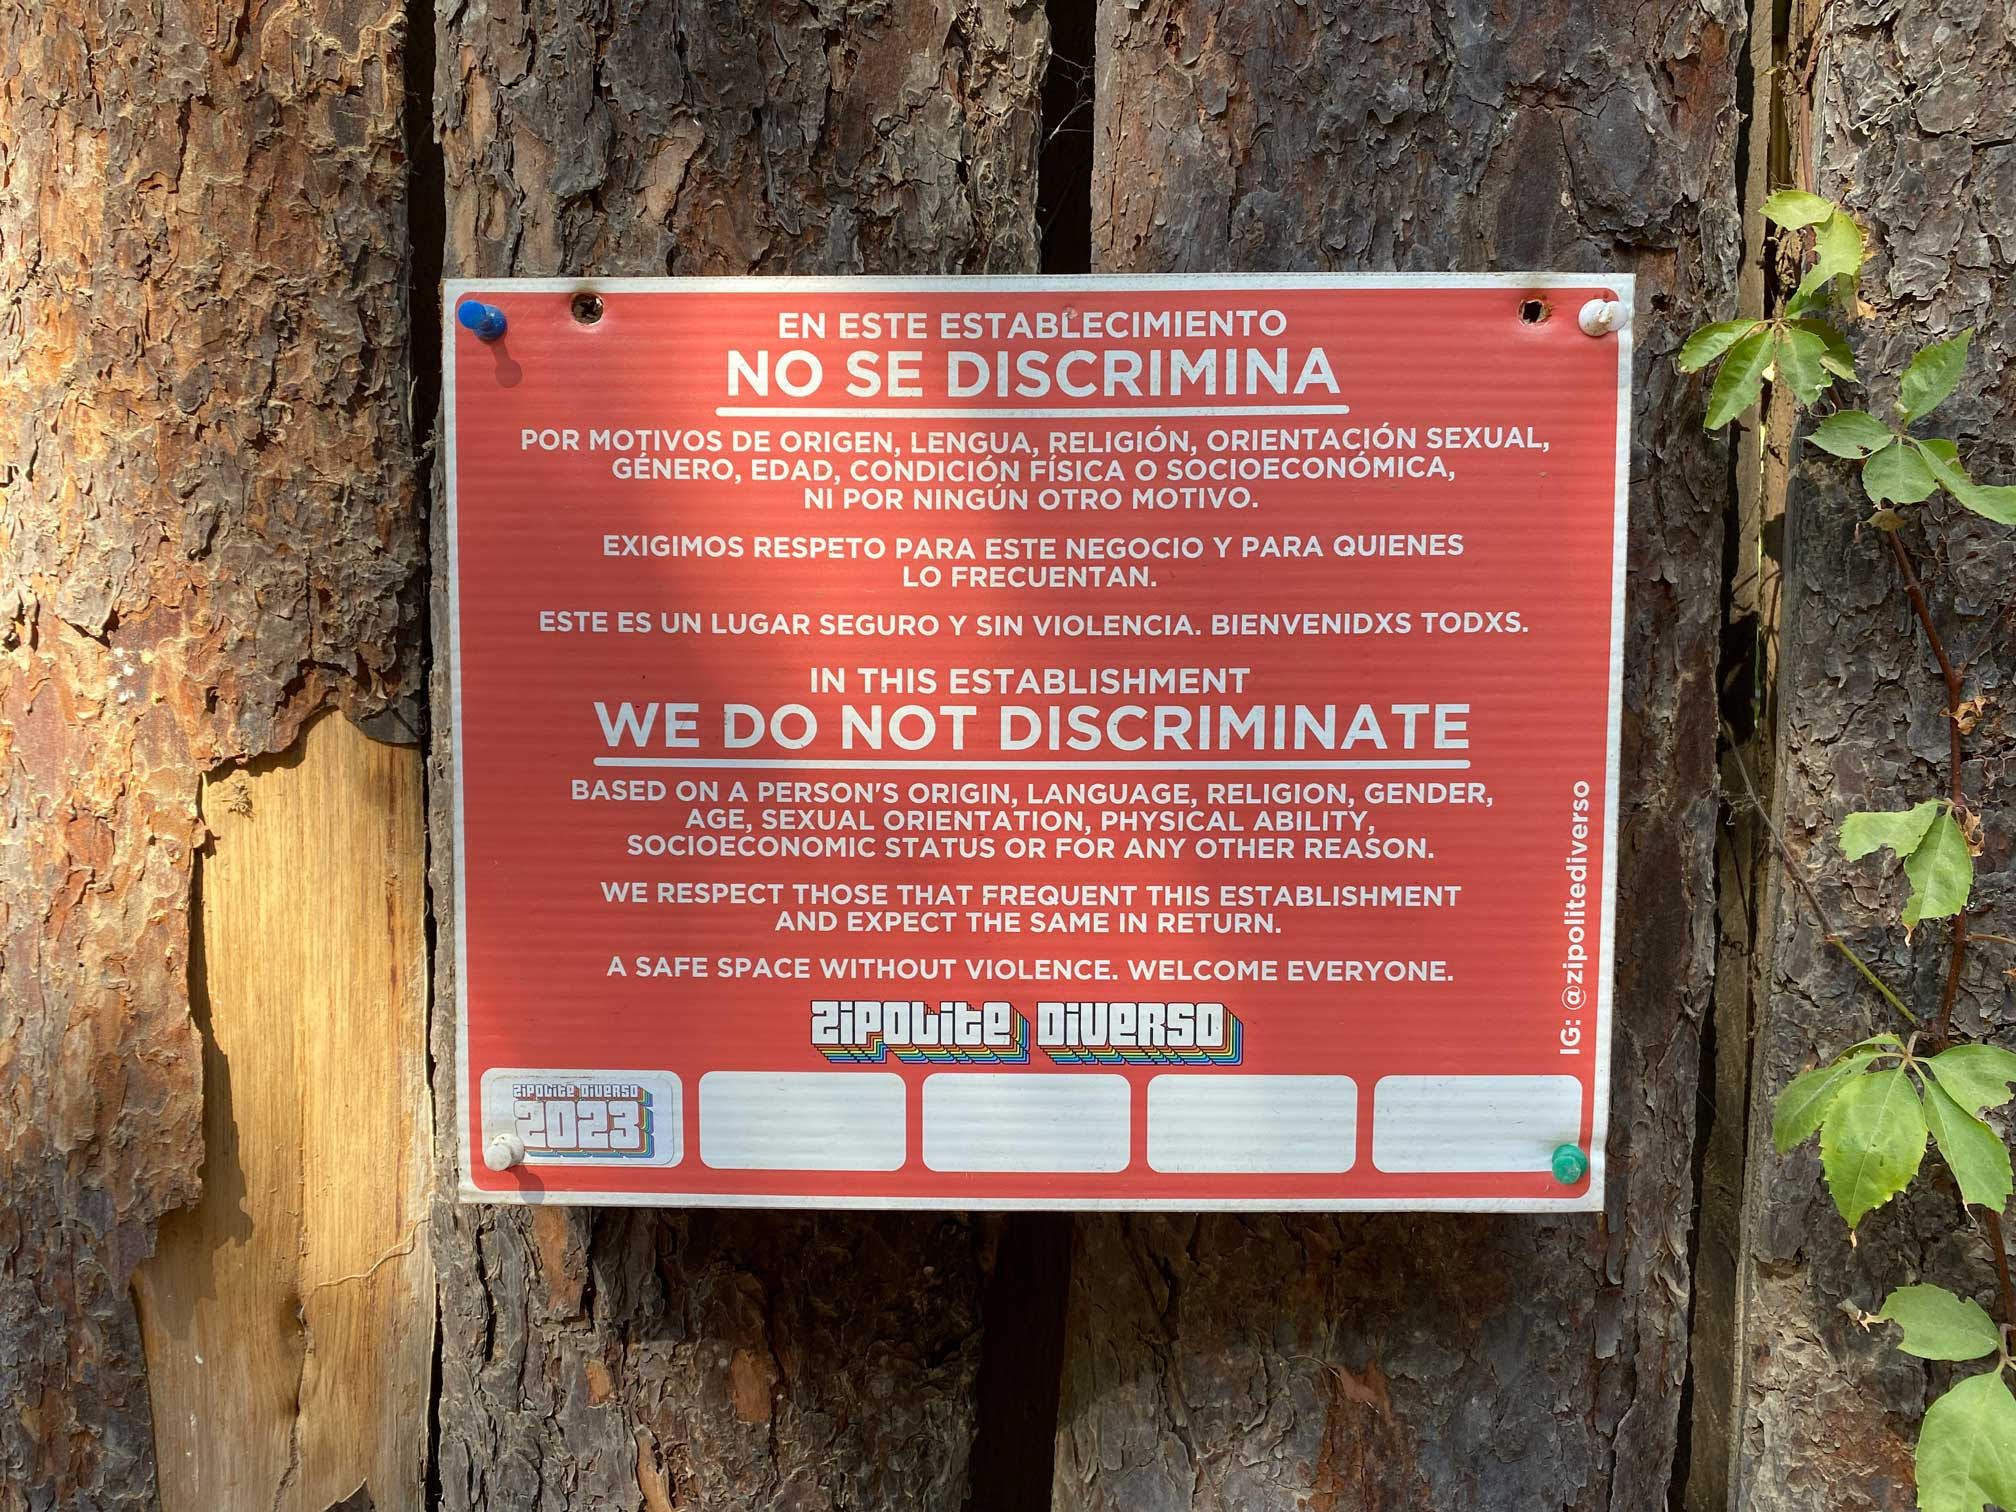 EN ESTE ESTABLECIMIENTO
NO SE DISCRIMINA
POR MOTIVOS DE ORIGEN, LENGUA, RELIGIÓN, ORIENTACIÓN SEXUAL,
GÉNERO, EDAD, CONDICIÓN FÍSICA O SOCIOECONÓMICA,
NI POR NINGÚN OTRO MOTIVO.
EXIGIMOS RESPETO PARA ESTE NEGOCIO Y PARA QUIENES
LO FRECUENTAN.
ESTE ES UN LUGAR SEGURO Y SIN VIOLENCIA. BIENVENIDXS TODXS.
IN THIS ESTABLISHMENT
WE DO NOT DISCRIMINATE
BASED ON A PERSON'S ORIGIN, LANGUAGE, RELIGION, GENDER,
AGE, SEXUAL ORIENTATION, PHYSICAL ABILITY,
SOCIOECONOMIC STATUS OR FOR ANY OTHER REASON.
WE RESPECT THOSE THAT FREQUENT THIS ESTABLISHMENT
AND EXPECT THE SAME IN RETURN.
A SAFE SPACE WITHOUT VIOLENCE. WELCOME EVERYONE.
ZIPOLITE DIVERSO
ZIPOLITE DIVERSO
2023
IG: @zipolitediverso